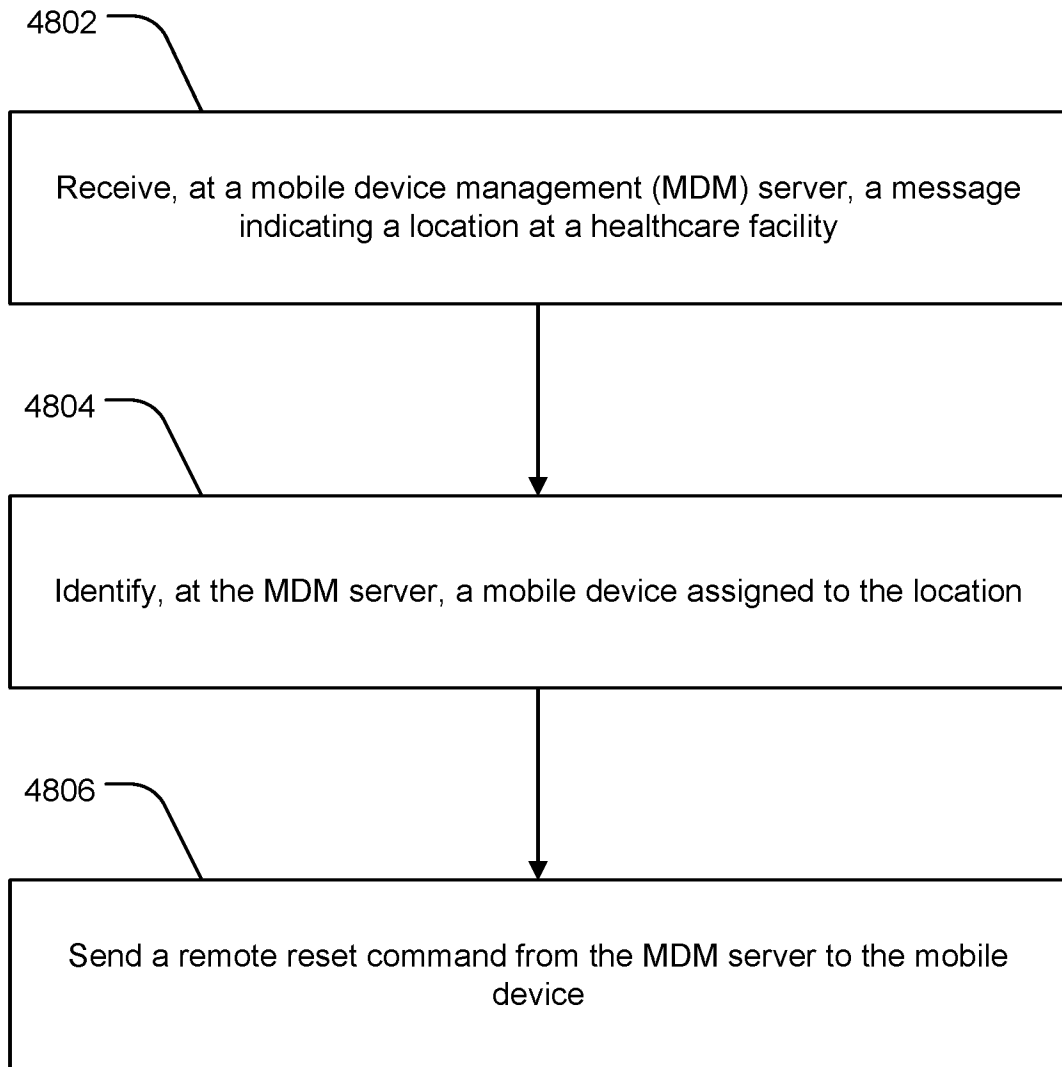 4802
Receive, at a mobile device management (MDM) server, a message
indicating a location at a healthcare facility
4804
Identify, at the MDM server, a mobile device assigned to the location
4806
Send a remote reset command from the MDM server to the mobile
device